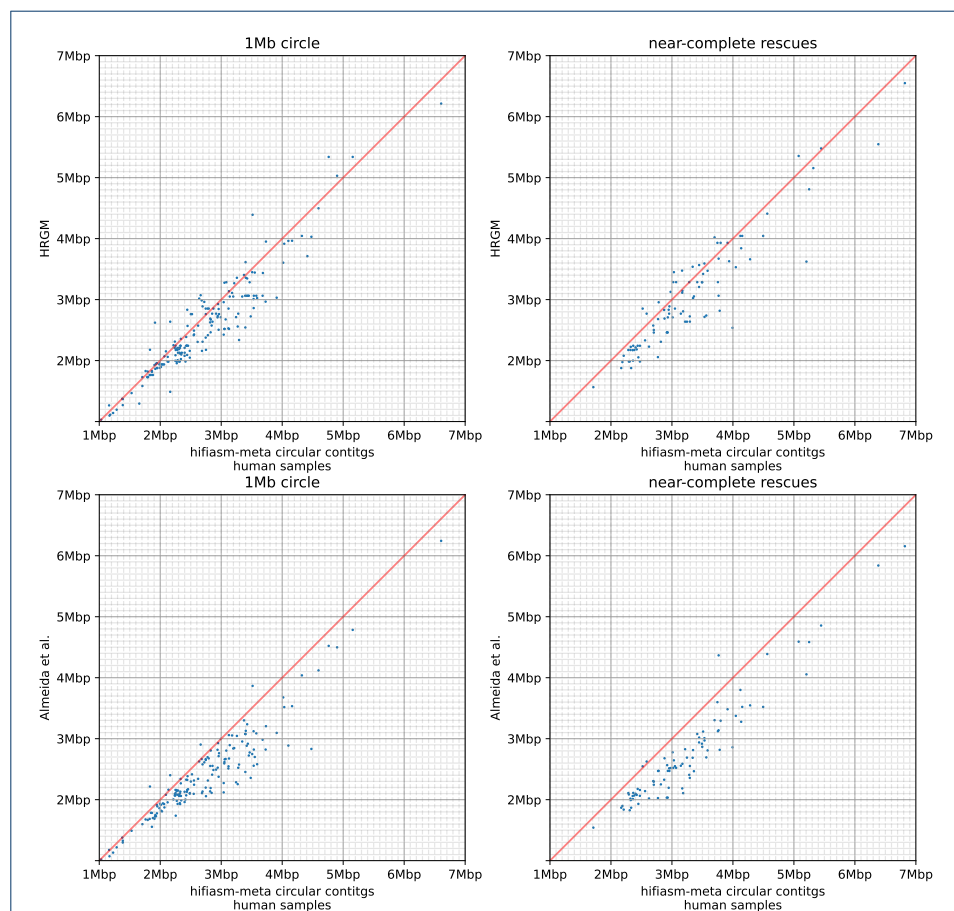 1Mb circle
7Mbp
6Mbp
5Mbp
4Mbp
3Mbp
2Mbp
HRGM
1Mbp 2Mbp 3Mbp 4Mbp 5Mbp 6Mbp 7Mbp
hifiasm-meta circular contitgs
human samples
near-complete rescues
7Mbp
6Mbp
5Mbp
4Mbp
3Mbp
2Mbp
HRGM
1Mbp 2Mbp 3Mbp 4Mbp 5Mbp 6Mbp 7Mbp
hifiasm-meta circular contitgs
human samples
1Mb circle
7Mbp
6Mbp
5Mbp
4Mbp
3Mbp
2Mbp
Almeida et al.
1Mbp 2Mbp 3Mbp 4Mbp 5Mbp 6Mbp 7Mbp
hifiasm-meta circular contitgs
human samples
near-complete rescues
7Mbp
6Mbp
5Mbp
4Mbp
3Mbp
2Mbp
Almeida et al.
1Mbp 2Mbp 3Mbp 4Mbp 5Mbp 6Mbp 7Mbp
hifiasm-meta circular contitgs
human samples